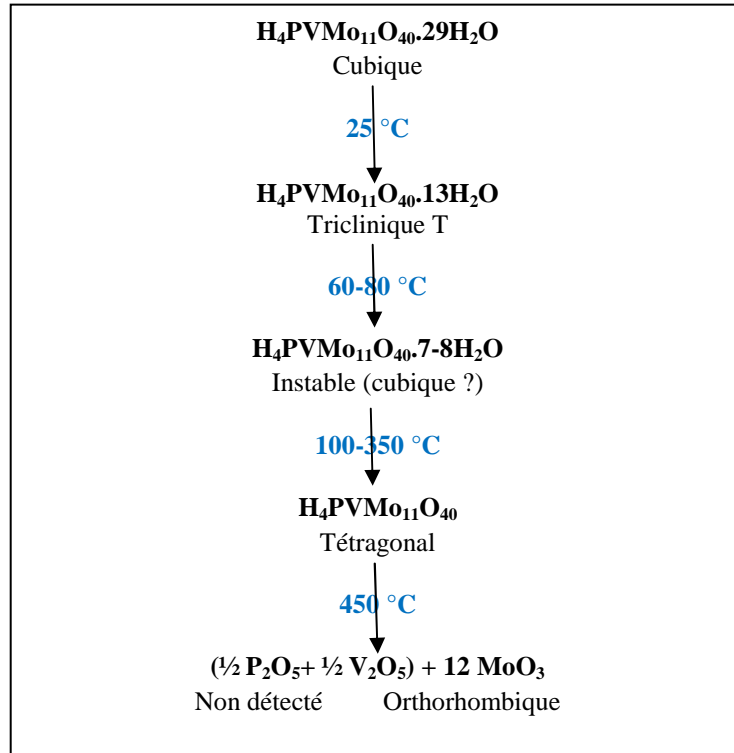 H₄PVMo₁₁O₄₀.29H₂O
Cubique
25 °C
H₄PVMo₁₁O₄₀.13H₂O
Triclinique T
60-80 °C
H₄PVMo₁₁O₄₀.7-8H₂O
Instable (cubique ?)
100-350 °C
H₄PVMo₁₁O₄₀
Tétragonal
450 °C
(½ P₂O₅+ ½ V₂O₅) + 12 MoO₃
Non détecté Orthorhombique